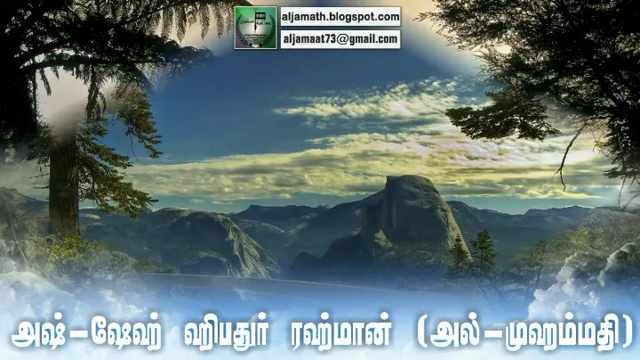 aljamath.blogspot.com
aljamaat73@gmail.com
அஷ்-ஷேஹ் ஹிபதுர் ரஹ்மான் (அல்-முஹம்மதி)